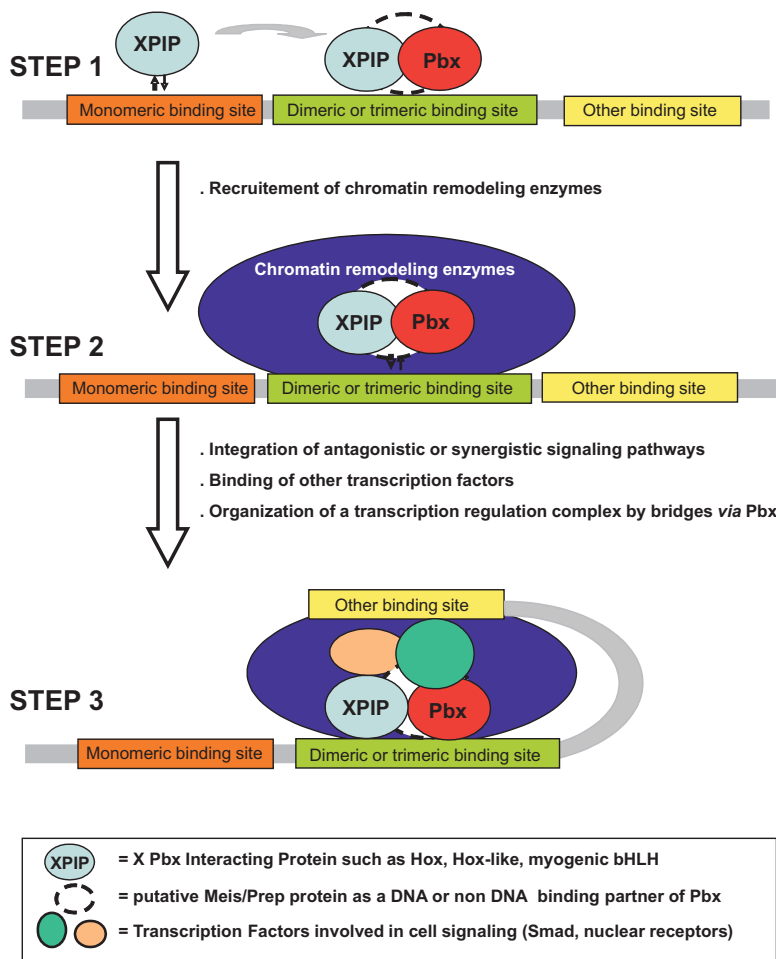 XPIP
XPIP Pbx
STEP 1
Monomeric binding site Dimeric or trimeric binding site Other binding site
. Recruitement of chromatin remodeling enzymes
Chromatin remodeling enzymes
XPIP Pbx
STEP 2
Monomeric binding site Dimeric or trimeric binding site Other binding site
. Integration of antagonistic or synergistic signaling pathways
. Binding of other transcription factors
. Organization of a transcription regulation complex by bridges via Pbx
Other binding site
STEP 3
XPIP Pbx
Monomeric binding site Dimeric or trimeric binding site
XPIP = X Pbx Interacting Protein such as Hox, Hox-like, myogenic bHLH
= putative Meis/Prep protein as a DNA or non DNA binding partner of Pbx
= Transcription Factors involved in cell signaling (Smad, nuclear receptors)